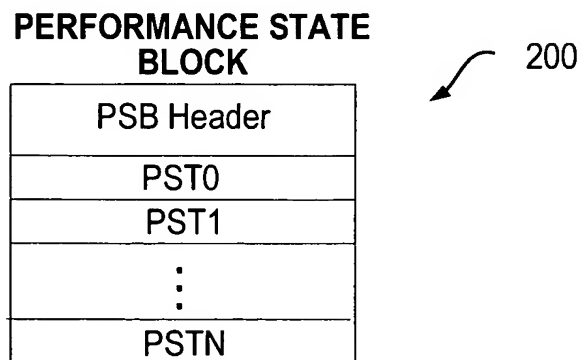 PERFORMANCE STATE
BLOCK
200
PSB Header
PST0
PST1
⋮
PSTN